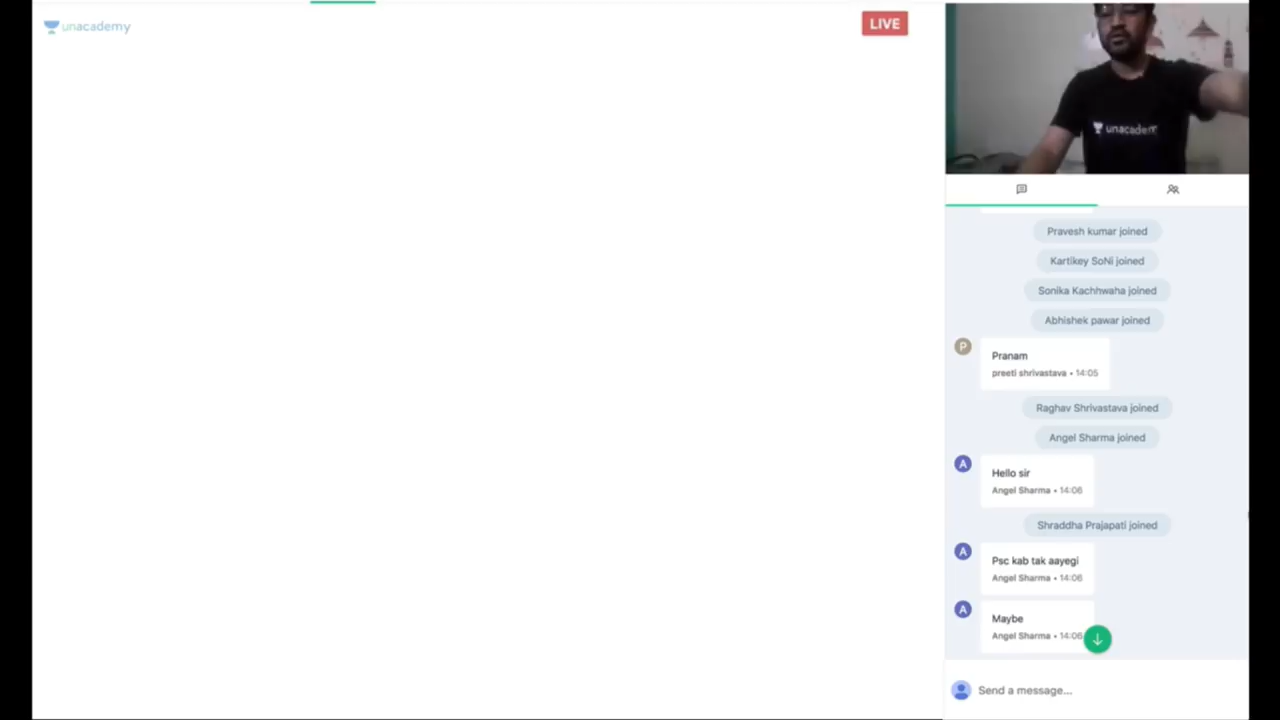 unacademy
LIVE
unacademy
Pravesh kumar joined
Kartikey SoNi joined
Sonika Kachhwaha joined
Abhishek pawar joined
P
Pranam
preeti shrivastava • 14:05
Raghav Shrivastava joined
Angel Sharma joined
A
Hello sir
Angel Sharma • 14:06
Shraddha Prajapati joined
A
Psc kab tak aayegi
Angel Sharma • 14:06
A
Maybe
Angel Sharma • 14:06
Send a message...